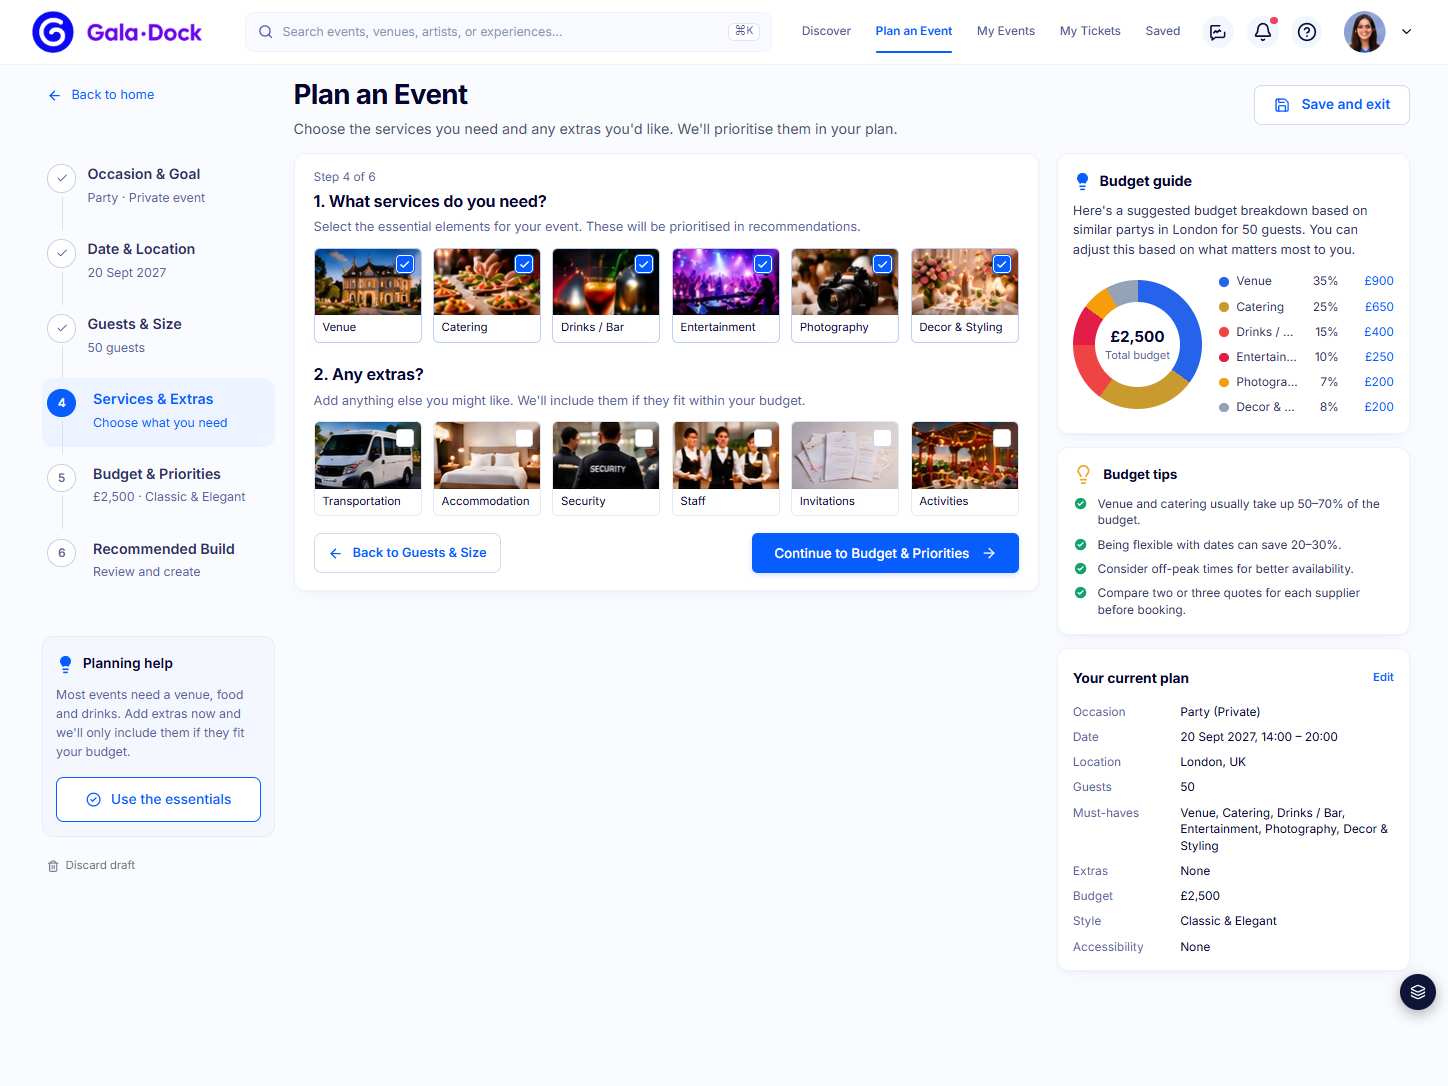 Gala·Dock
Search events, venues, artists, or experiences...
⌘K
Discover
Plan an Event
My Events
My Tickets
Saved
Back to home
Plan an Event
Choose the services you need and any extras you'd like. We'll prioritise them in your plan.
Save and exit
Occasion & Goal
Party · Private event
Date & Location
20 Sept 2027
Guests & Size
50 guests
4
Services & Extras
Choose what you need
5
Budget & Priorities
£2,500 · Classic & Elegant
6
Recommended Build
Review and create
Planning help
Most events need a venue, food
and drinks. Add extras now and
we'll only include them if they fit
your budget.
Use the essentials
Discard draft
Step 4 of 6
1. What services do you need?
Select the essential elements for your event. These will be prioritised in recommendations.
Venue
Catering
Drinks / Bar
Entertainment
Photography
Decor & Styling
2. Any extras?
Add anything else you might like. We'll include them if they fit within your budget.
SECURITY
Transportation
Accommodation
Security
Staff
Invitations
Activities
Back to Guests & Size
Continue to Budget & Priorities
Budget guide
Here's a suggested budget breakdown based on
similar partys in London for 50 guests. You can
adjust this based on what matters most to you.
£2,500
Total budget
Venue 35% £900
Catering 25% £650
Drinks / ... 15% £400
Entertain... 10% £250
Photogra... 7% £200
Decor & ... 8% £200
Budget tips
Venue and catering usually take up 50–70% of the
budget.
Being flexible with dates can save 20–30%.
Consider off-peak times for better availability.
Compare two or three quotes for each supplier
before booking.
Your current plan
Edit
Occasion Party (Private)
Date 20 Sept 2027, 14:00 – 20:00
Location London, UK
Guests 50
Must-haves Venue, Catering, Drinks / Bar,
Entertainment, Photography, Decor &
Styling
Extras None
Budget £2,500
Style Classic & Elegant
Accessibility None